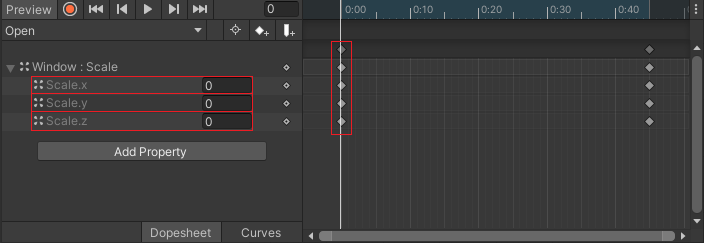 Preview 0 0:00 0:10 0:20 0:30 0:40
Open
Window : Scale
Scale.x 0
Scale.y 0
Scale.z 0
Add Property
Dopesheet Curves